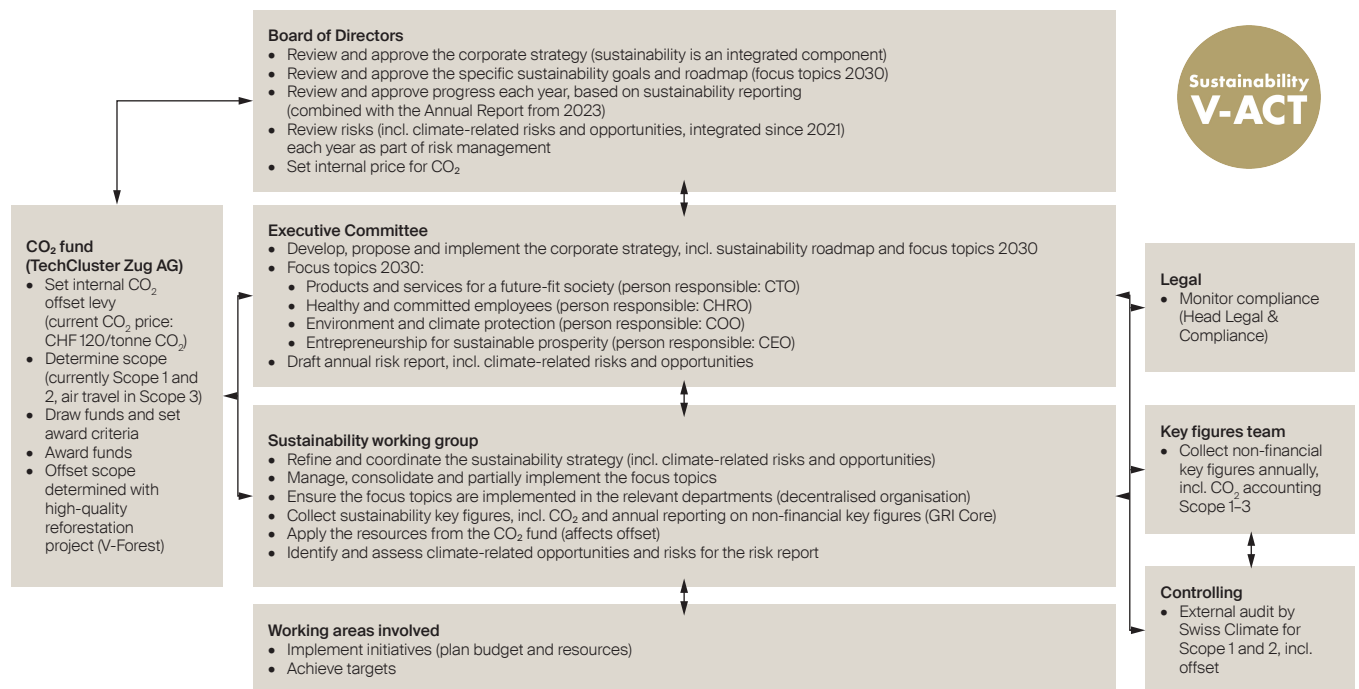 Board of Directors
• Review and approve the corporate strategy (sustainability is an integrated component)
• Review and approve the specific sustainability goals and roadmap (focus topics 2030)
• Review and approve progress each year, based on sustainability reporting
(combined with the Annual Report from 2023)
• Review risks (incl. climate-related risks and opportunities, integrated since 2021)
each year as part of risk management
• Set internal price for CO₂
Sustainability
V-ACT
CO₂ fund
(TechCluster Zug AG)
• Set internal CO₂
offset levy
(current CO₂ price:
CHF 120/tonne CO₂)
• Determine scope
(currently Scope 1 and
2, air travel in Scope 3)
• Draw funds and set
award criteria
• Award funds
• Offset scope
determined with
high-quality
reforestation
project (V-Forest)
Executive Committee
• Develop, propose and implement the corporate strategy, incl. sustainability roadmap and focus topics 2030
• Focus topics 2030:
• Products and services for a future-fit society (person responsible: CTO)
• Healthy and committed employees (person responsible: CHRO)
• Environment and climate protection (person responsible: COO)
• Entrepreneurship for sustainable prosperity (person responsible: CEO)
• Draft annual risk report, incl. climate-related risks and opportunities
Legal
• Monitor compliance
(Head Legal &
Compliance)
Sustainability working group
• Refine and coordinate the sustainability strategy (incl. climate-related risks and opportunities)
• Manage, consolidate and partially implement the focus topics
• Ensure the focus topics are implemented in the relevant departments (decentralised organisation)
• Collect sustainability key figures, incl. CO₂ and annual reporting on non-financial key figures (GRI Core)
• Apply the resources from the CO₂ fund (affects offset)
• Identify and assess climate-related opportunities and risks for the risk report
Key figures team
• Collect non-financial
key figures annually,
incl. CO₂ accounting
Scope 1–3
Working areas involved
• Implement initiatives (plan budget and resources)
• Achieve targets
Controlling
• External audit by
Swiss Climate for
Scope 1 and 2, incl.
offset